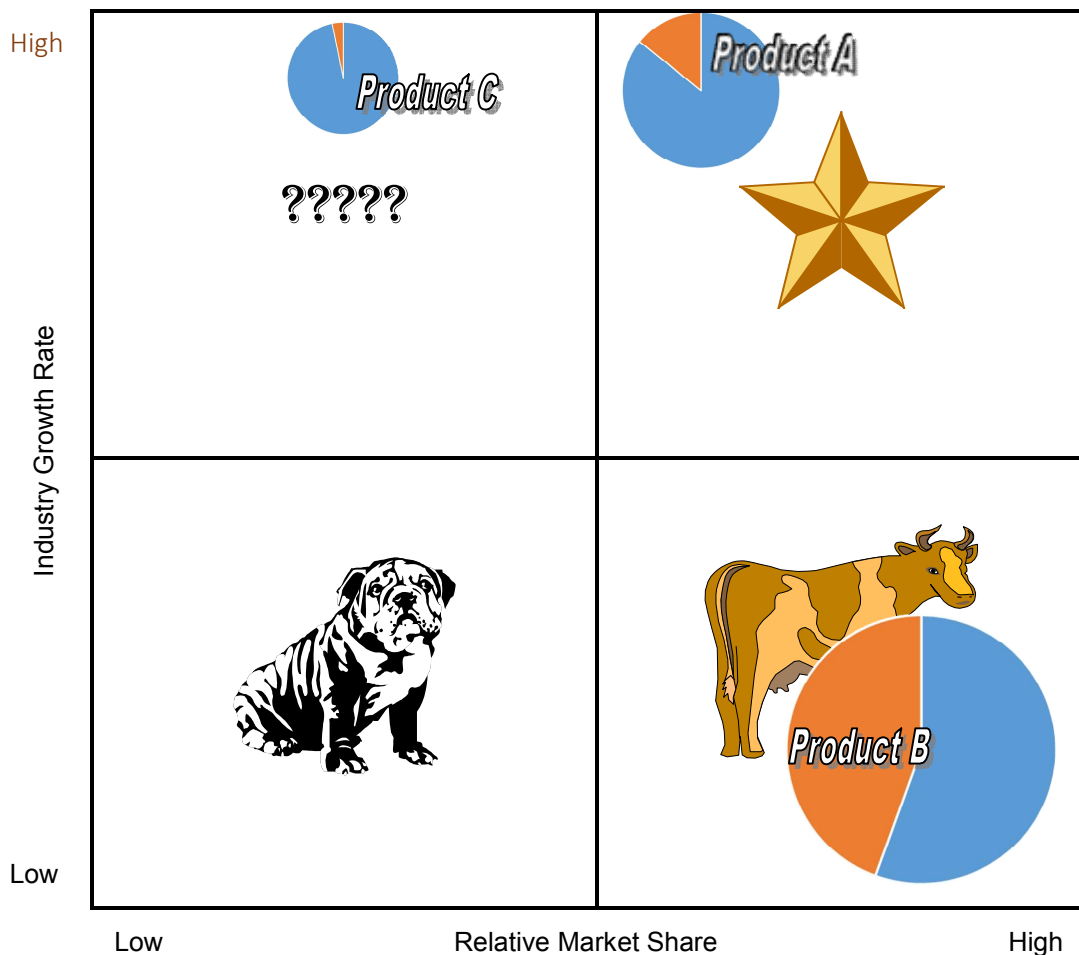 High
Product C
Product A
?????
Industry Growth Rate
Product B
Low
Low
Relative Market Share
High